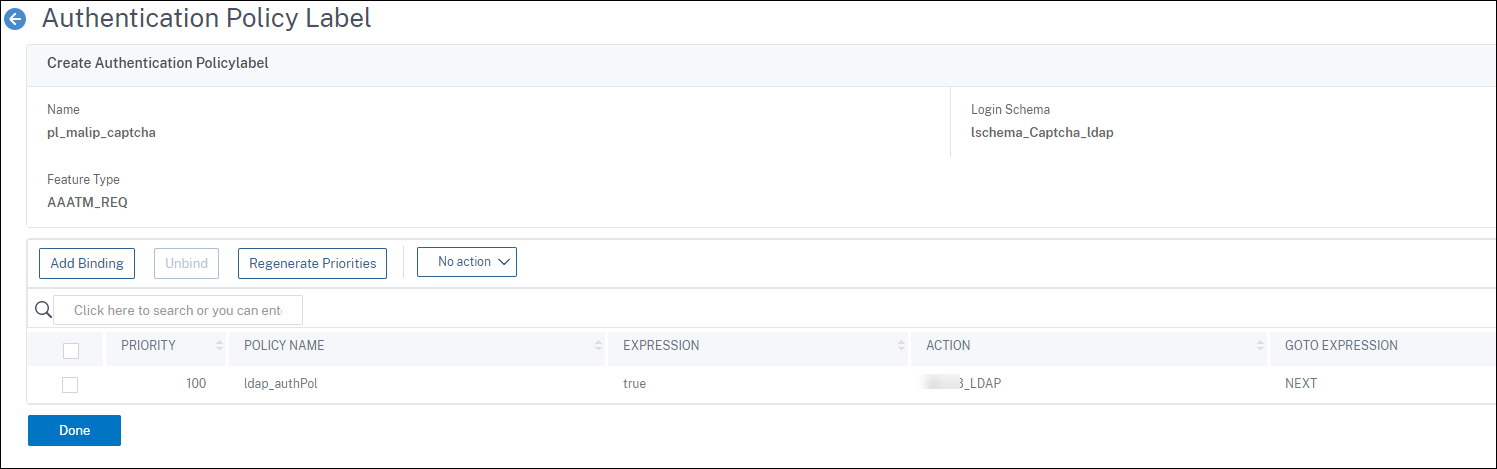 Authentication Policy Label
Create Authentication Policylabel
Name
Login Schema
pl_malip_captcha
lschema_Captcha_ldap
Feature Type
AAATM_REQ
Add Binding Unbind Regenerate Priorities No action
Click here to search or you can ent
PRIORITY POLICY NAME EXPRESSION ACTION GOTO EXPRESSION
100 ldap_authPol true _LDAP NEXT
Done